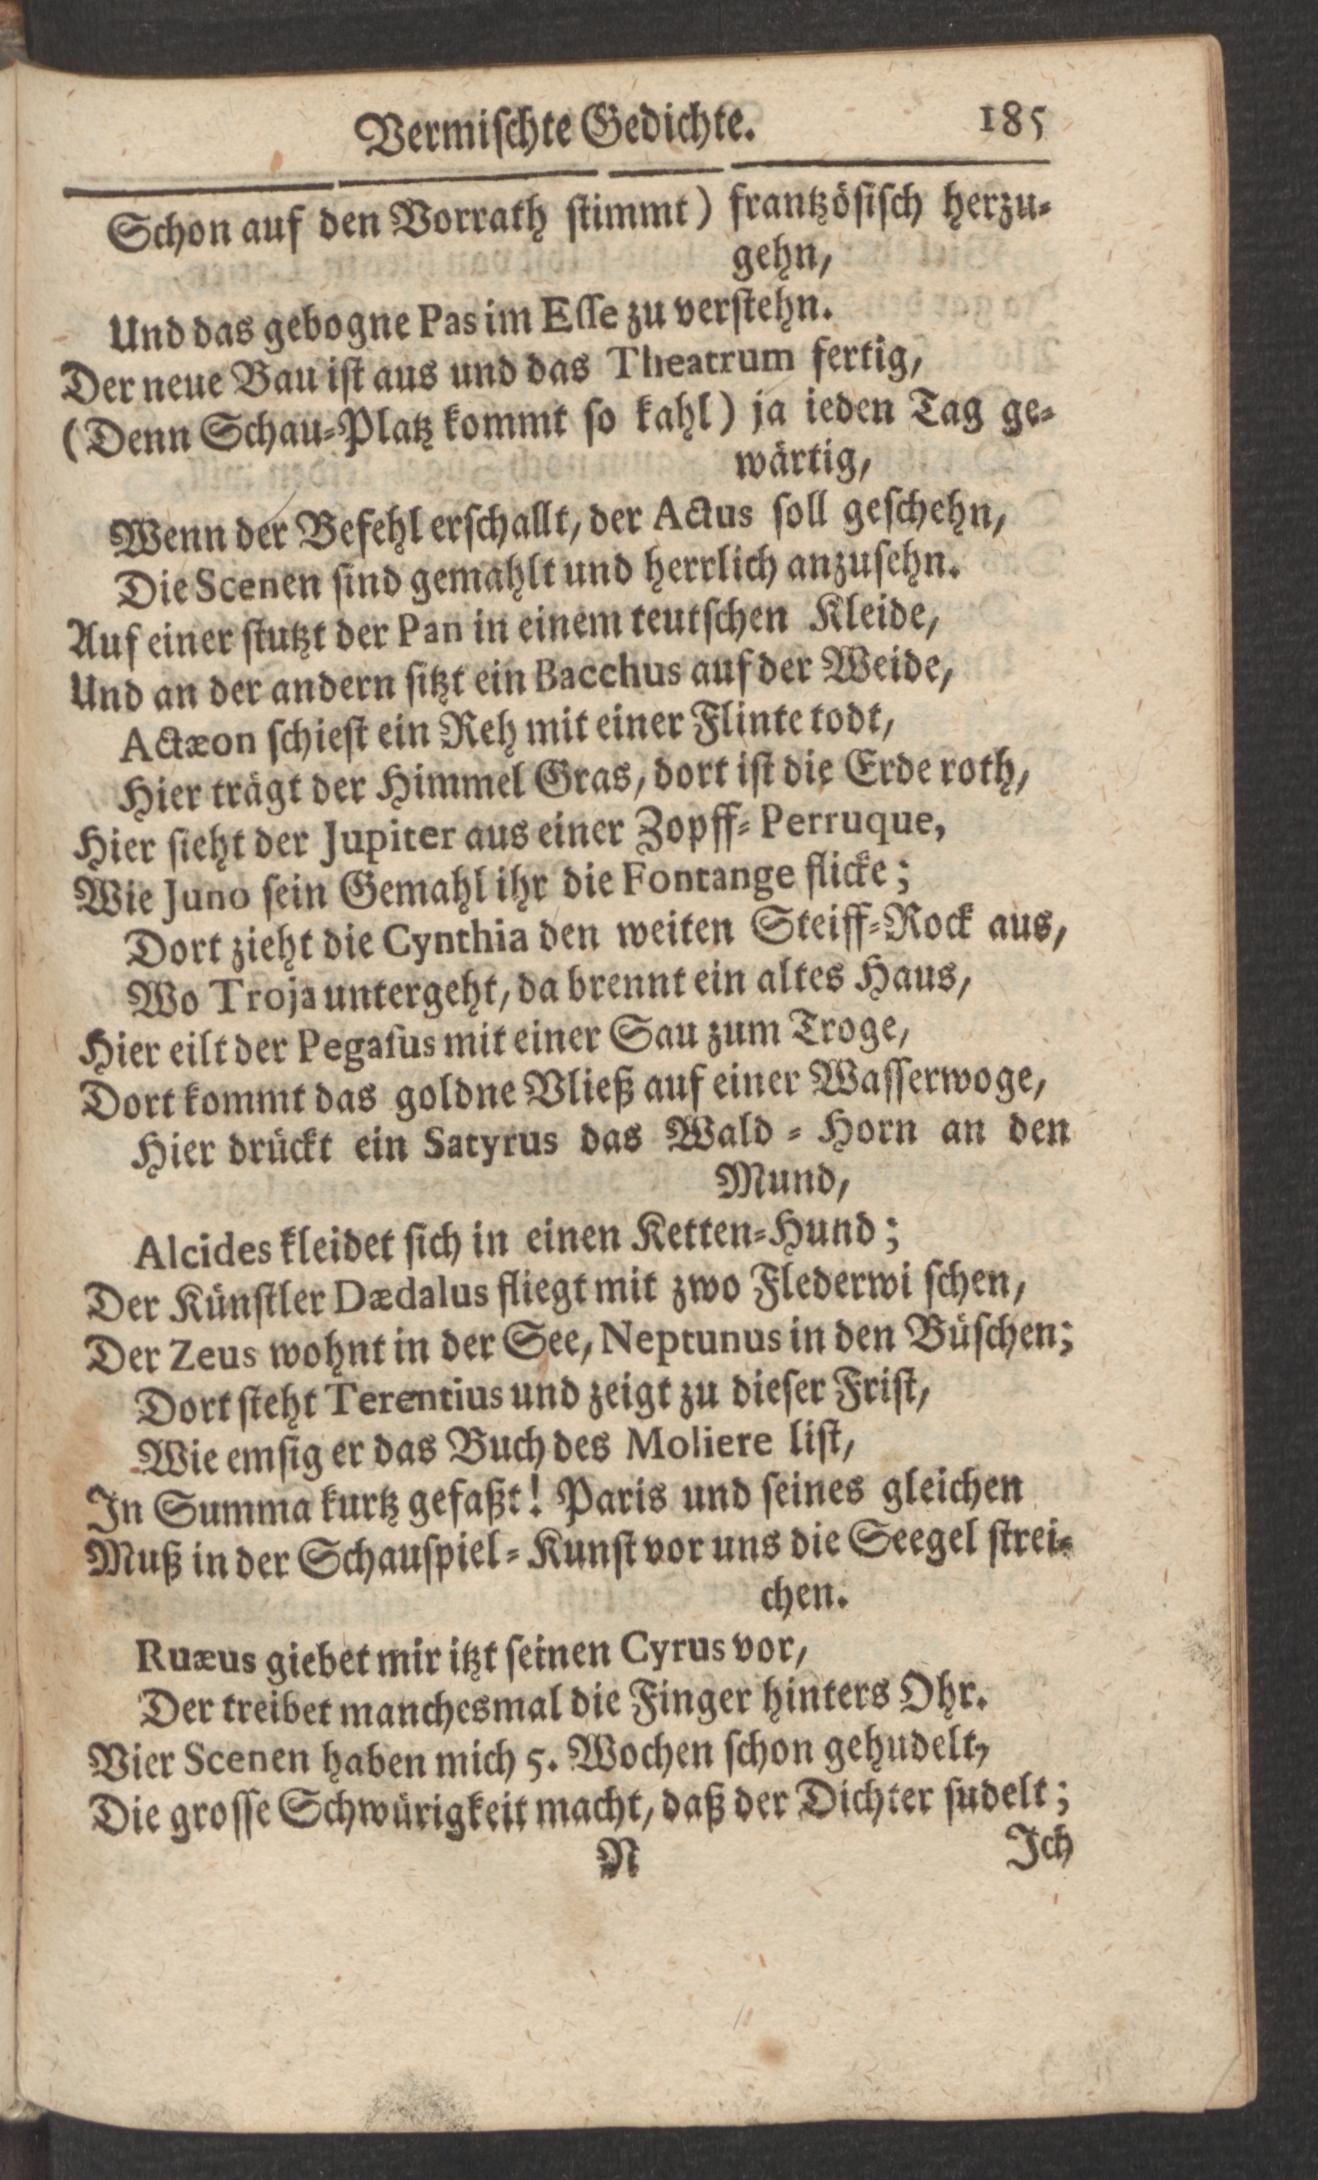 Vermiſchte Gedichte. 185
Schon auf den Vorrath ſtimmt) frantzöſiſch herzu-
gehn,
Und das gebogne Pas im Eſſe zu verſtehn.
Der neue Bau iſt aus und das Theatrum fertig,
(Denn Schau-Platz kommt ſo kahl) ja ieden Tag ge-
wärtig,
Wenn der Befehl erſchallt, der Actus ſoll geſchehn,
Die Scenen ſind gemahlt und herrlich anzuſehn.
Auf einer ſtutzt der Pan in einem teutſchen Kleide,
Und an der andern ſitzt ein Bacchus auf der Weide,
Actæon ſchieſt ein Reh mit einer Flinte todt,
Hier trägt der Himmel Gras, dort iſt die Erde roth,
Hier ſieht der Jupiter aus einer Zopff-Perruque,
Wie Juno ſein Gemahl ihr die Fontange flicke;
Dort zieht die Cynthia den weiten Steiff-Rock aus,
Wo Troja untergeht, da brennt ein altes Haus,
Hier eilt der Pegaſus mit einer Sau zum Troge,
Dort kommt das goldne Vließ auf einer Waſſerwoge,
Hier drückt ein Satyrus das Wald-Horn an den
Mund,
Alcides kleidet ſich in einen Ketten-Hund;
Der Künſtler Dædalus fliegt mit zwo Flederwi ſchen,
Der Zeus wohnt in der See, Neptunus in den Büſchen;
Dort ſteht Terentius und zeigt zu dieſer Friſt,
Wie emſig er das Buch des Moliere liſt,
In Summa kurtz gefaßt! Paris und ſeines gleichen
Muß in der Schauſpiel-Kunſt vor uns die Seegel ſtrei-
chen.
Ruæus giebet mir itzt ſeinen Cyrus vor,
Der treibet manchesmal die Finger hinters Ohr.
Vier Scenen haben mich 5. Wochen ſchon gehudelt,
Die groſſe Schwürigkeit macht, daß der Dichter ſudelt;
N Ich